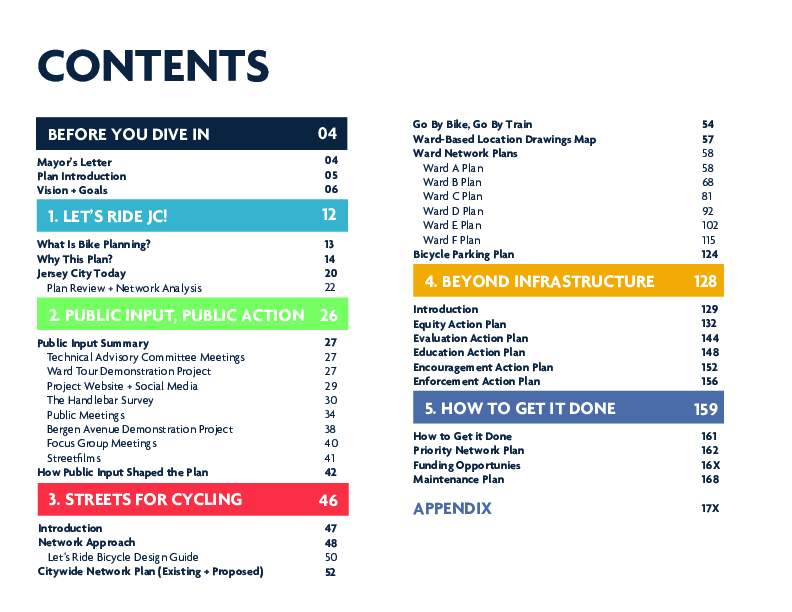 CONTENTS
BEFORE YOU DIVE IN 04
Mayor's Letter 04
Plan Introduction 05
Vision + Goals 06
1. LET'S RIDE JC! 12
What Is Bike Planning? 13
Why This Plan? 14
Jersey City Today 20
Plan Review + Network Analysis 22
2. PUBLIC INPUT, PUBLIC ACTION 26
Public Input Summary 27
Technical Advisory Committee Meetings 27
Ward Tour Demonstration Project 27
Project Website + Social Media 29
The Handlebar Survey 30
Public Meetings 34
Bergen Avenue Demonstration Project 38
Focus Group Meetings 40
Streetfilms 41
How Public Input Shaped the Plan 42
3. STREETS FOR CYCLING 46
Introduction 47
Network Approach 48
Let's Ride Bicycle Design Guide 50
Citywide Network Plan (Existing + Proposed) 52
Go By Bike, Go By Train 54
Ward-Based Location Drawings Map 57
Ward Network Plans 58
Ward A Plan 58
Ward B Plan 68
Ward C Plan 81
Ward D Plan 92
Ward E Plan 102
Ward F Plan 115
Bicycle Parking Plan 124
4. BEYOND INFRASTRUCTURE 128
Introduction 129
Equity Action Plan 132
Evaluation Action Plan 144
Education Action Plan 148
Encouragement Action Plan 152
Enforcement Action Plan 156
5. HOW TO GET IT DONE 159
How to Get it Done 161
Priority Network Plan 162
Funding Opportunies 16X
Maintenance Plan 168
APPENDIX 17X